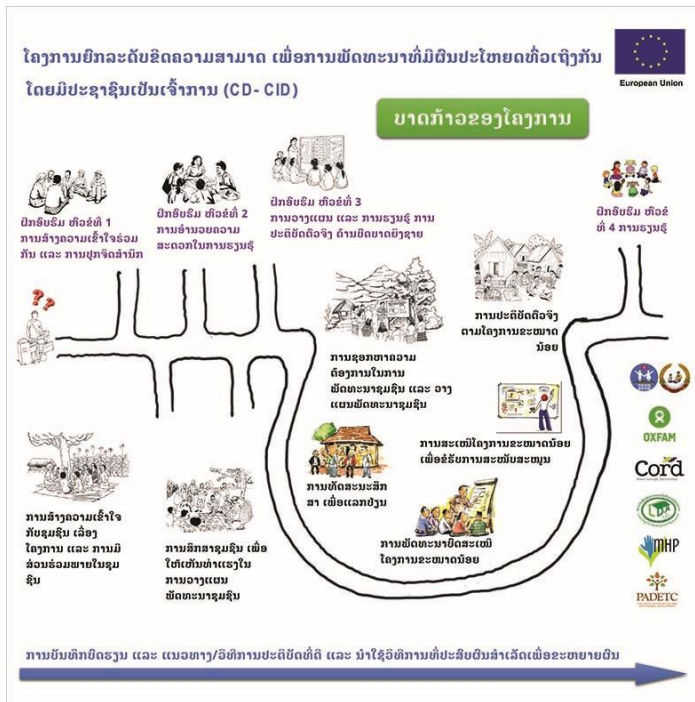 ໂຄງການຍົກລະດັບຂີດຄວາມສາມາດ ເພື່ອການພັດທະນາທີ່ມີຜົນປະໂຫຍດທົ່ວເຖິງກັນ
ໂດຍມີປະຊາຊົນເປັນເຈົ້າການ (CD- CID)
European Union
ບາດກ້າວຂອງໂຄງການ
ຝຶກອົບຮົມ ຫົວຂໍ້ທີ 1
ການສ້າງຄວາມເຂົ້າໃຈຮ່ວມ
ກັນ ແລະ ການປຸກຈິດສໍານຶກ
ຝຶກອົບຮົມ ຫົວຂໍ້ທີ 2
ການອໍານວຍຄວາມ
ສະດວກໃນການຮຽນຮູ້
ຝຶກອົບຮົມ ຫົວຂໍ້ທີ 3
ການວາງແຜນ ແລະ ການຮຽນຮູ້ ການ
ປະຕິບັດຕົວຈິງ ດ້ານບົດບາດຍິງຊາຍ
ຝຶກອົບຮົມ ຫົວຂໍ້
ທີ່ 4 ການຮຽນຮູ້
??
ການຊອກຫາຄວາມ
ຕ້ອງການໃນການ
ພັດທະນາຊຸມຊົນ ແລະ ວາງ
ແຜນພັດທະນາຊຸມຊົນ
ການປະຕິບັດຕົວຈິງ
ຕາມໂຄງການຂະໜາດ
ນ້ອຍ
ການສະເໜີໂຄງການຂະໜາດນ້ອຍ
ເພື່ອຂໍຮັບການສະໜັບສະໜູນ
ການທັດສະນະສຶກ
ສາ ເພື່ອແລກປ່ຽນ
ການພັດທະນາບົດສະເໜີ
ໂຄງການຂະໜາດນ້ອຍ
ການສ້າງຄວາມເຂົ້າໃຈ
ກັບຊຸມຊົນ ເລື່ອງ
ໂຄງການ ແລະ ການມີ
ສ່ວນຮ່ວມພາຍໃນຊຸມ
ຊົນ
ການສຶກສາຊຸມຊົນ ເພື່ອ
ໃຫ້ເຫັນທ່າແຮງໃນ
ການວາງແຜນ
ພັດທະນາຊຸມຊົນ
OXFAM
Cord
MHP
PADETC
ການບັນທຶກບົດຮຽນ ແລະ ແນວທາງ/ວິທີການປະຕິບັດທີ່ດີ ແລະ ນໍາໃຊ້ວິທີການທີ່ປະສົບຜົນສໍາເລັດເພື່ອຂະຫຍາຍຜົນ